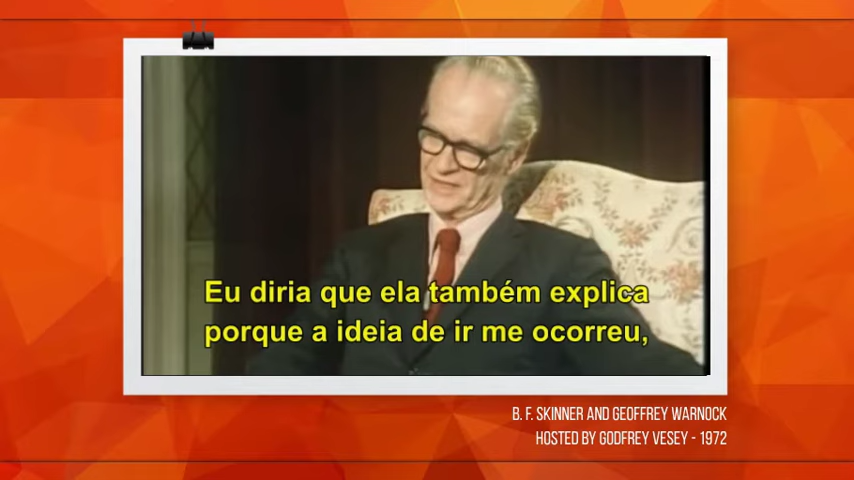 Eu diria que ela também explica
porque a ideia de ir me ocorreu,
B. F. SKINNER AND GEOFFREY WARNOCK
HOSTED BY GODFREY VESEY - 1972